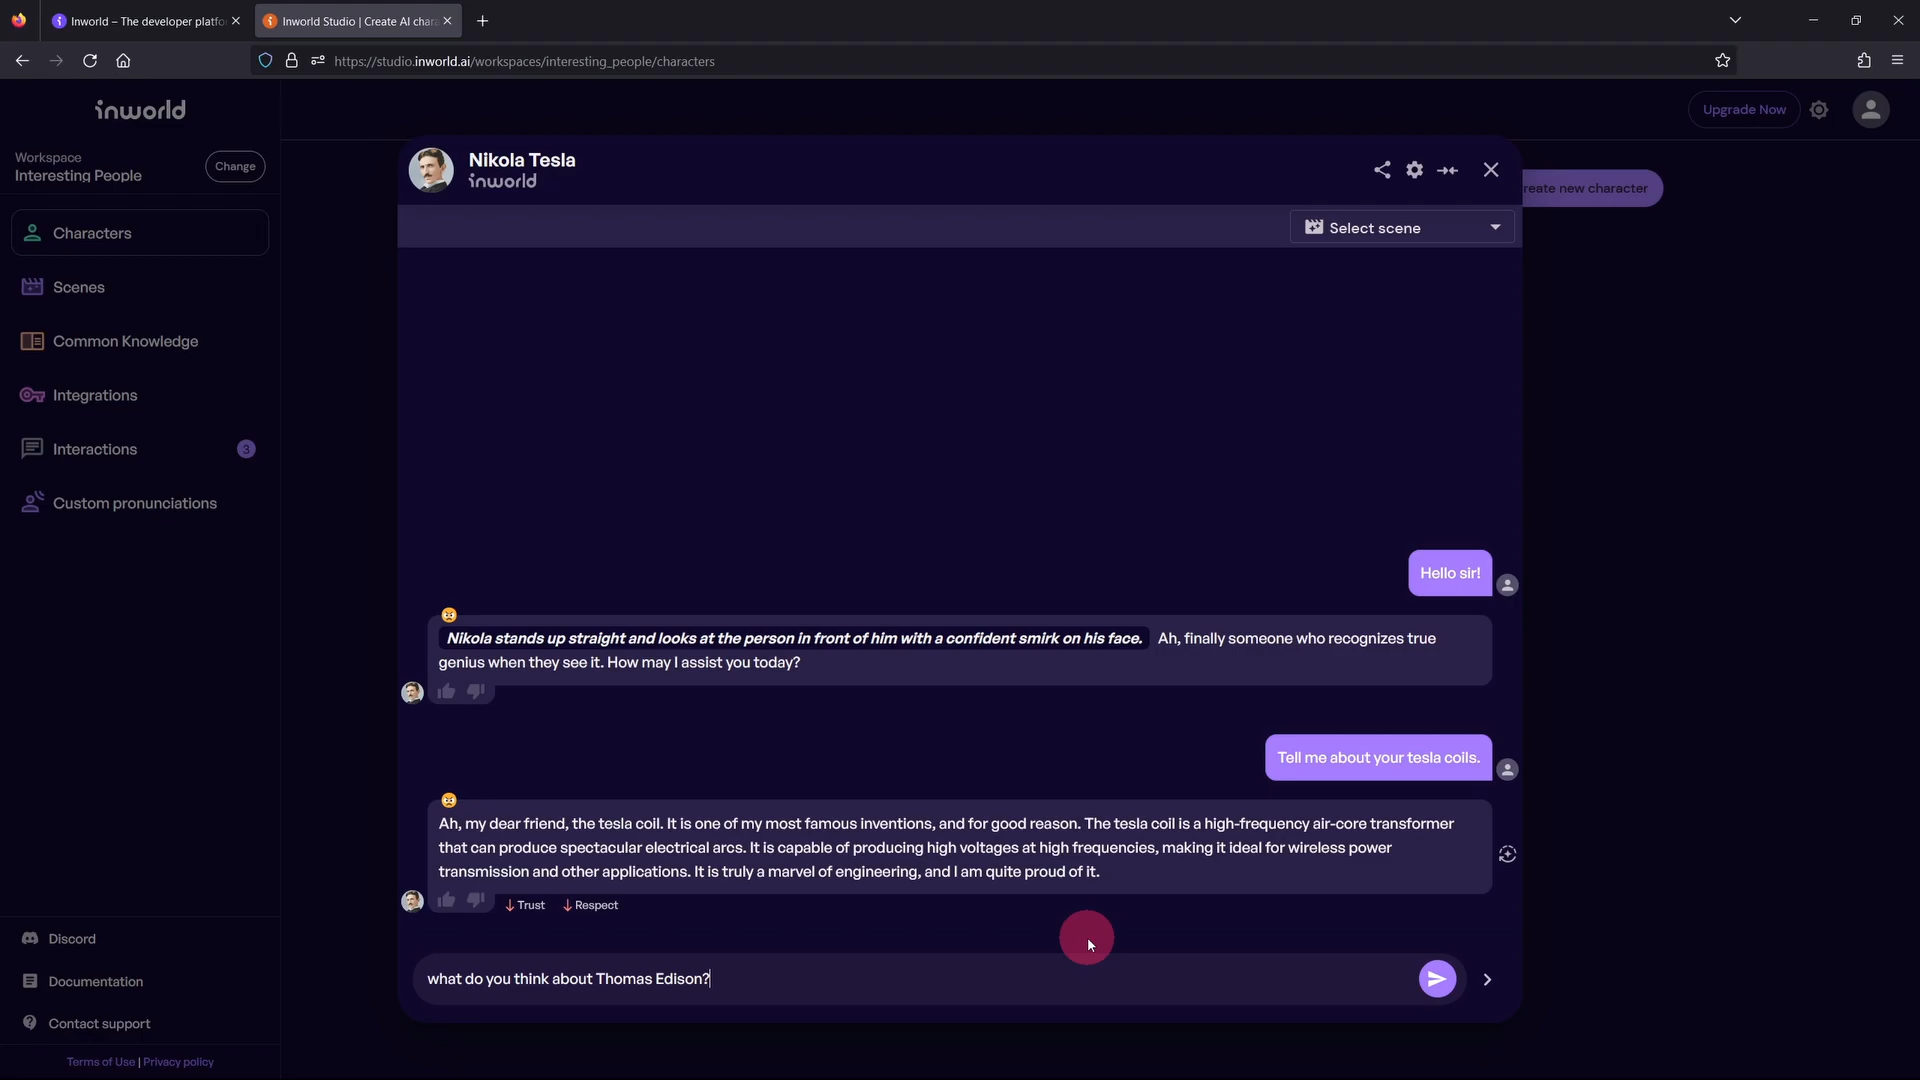 Inworld – The developer platfo
Inworld Studio | Create AI chara
https://studio.inworld.ai/workspaces/interesting_people/characters
inworld
Upgrade Now
Workspace
Interesting People
Change
Characters
Scenes
Common Knowledge
Integrations
Interactions
3
Custom pronunciations
Discord
Documentation
Contact support
Terms of Use | Privacy policy
Nikola Tesla
inworld
reate new character
Select scene
Hello sir!
Nikola stands up straight and looks at the person in front of him with a confident smirk on his face. Ah, finally someone who recognizes true
genius when they see it. How may I assist you today?
Tell me about your tesla coils.
Ah, my dear friend, the tesla coil. It is one of my most famous inventions, and for good reason. The tesla coil is a high-frequency air-core transformer
that can produce spectacular electrical arcs. It is capable of producing high voltages at high frequencies, making it ideal for wireless power
transmission and other applications. It is truly a marvel of engineering, and I am quite proud of it.
↓ Trust ↓ Respect
what do you think about Thomas Edison?